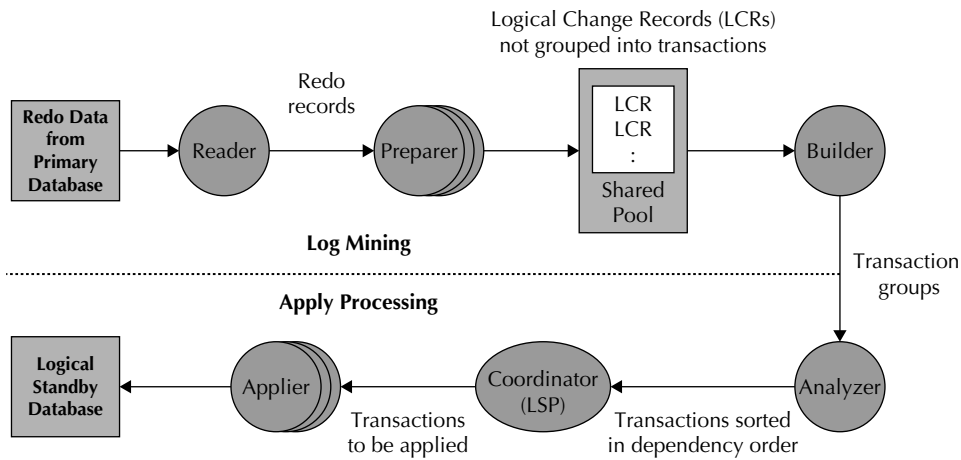 Logical Change Records (LCRs)
not grouped into transactions
Redo Data
from
Primary
Database
Reader
Redo
records
Preparer
LCR
LCR
:
Shared
Pool
Builder
Log Mining
Transaction
groups
Apply Processing
Logical
Standby
Database
Applier
Transactions
to be applied
Coordinator
(LSP)
Transactions sorted
in dependency order
Analyzer